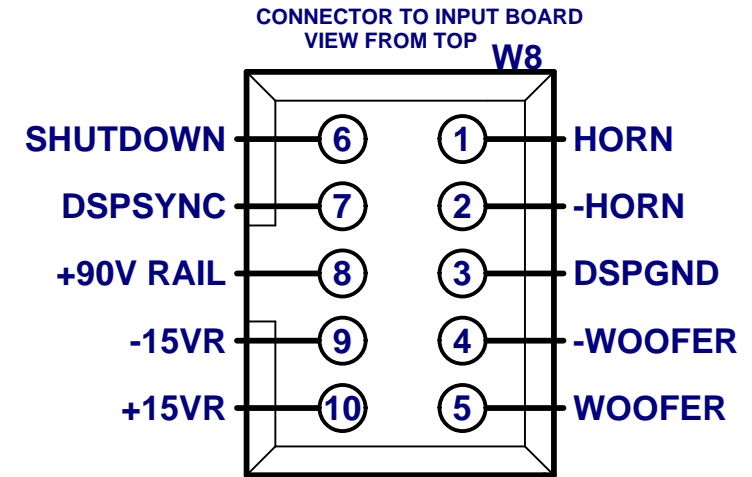 CONNECTOR TO INPUT BOARD
VIEW FROM TOP
W8
SHUTDOWN 6 1 HORN
DSPSYNC 7 2 -HORN
+90V RAIL 8 3 DSPGND
-15VR 9 4 -WOOFER
+15VR 10 5 WOOFER